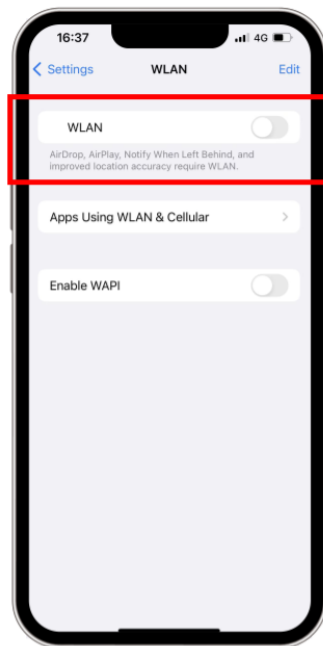 16:37 4G
Settings WLAN Edit
WLAN
AirDrop, AirPlay, Notify When Left Behind, and
improved location accuracy require WLAN.
Apps Using WLAN & Cellular
Enable WAPI